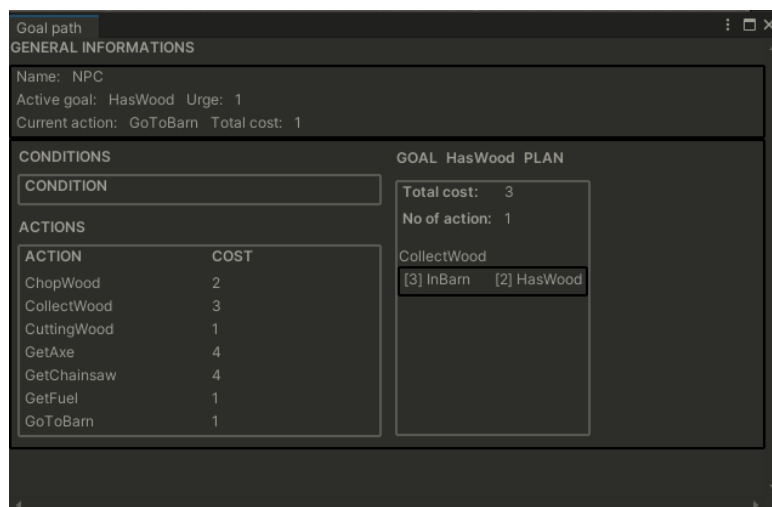 Goal path
GENERAL INFORMATIONS
Name: NPC
Active goal: HasWood Urge: 1
Current action: GoToBarn Total cost: 1
CONDITIONS
CONDITION
ACTIONS
ACTION COST
ChopWood 2
CollectWood 3
CuttingWood 1
GetAxe 4
GetChainsaw 4
GetFuel 1
GoToBarn 1
GOAL HasWood PLAN
Total cost: 3
No of action: 1
CollectWood
[3] InBarn [2] HasWood